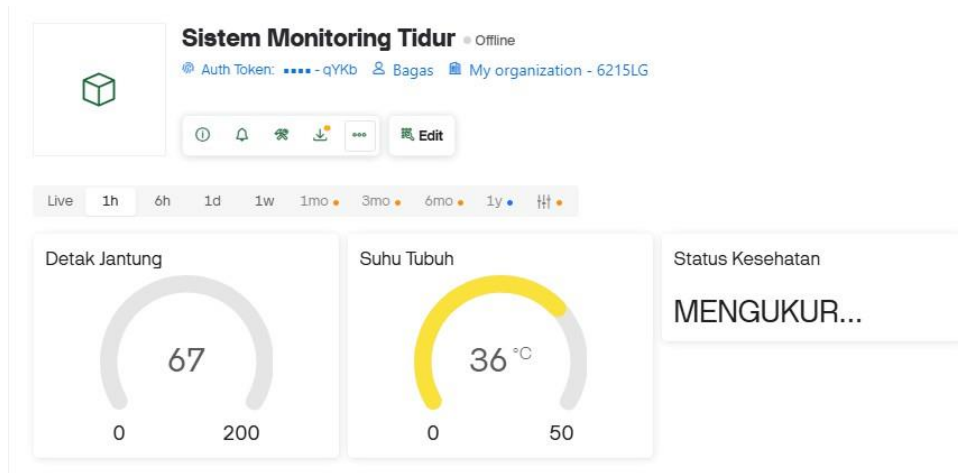 Sistem Monitoring Tidur Offline
Auth Token: •••• - qYKb Bagas My organization - 6215LG
Edit
Live 1h 6h 1d 1w 1mo 3mo 6mo 1y
Detak Jantung
67
0 200
Suhu Tubuh
36 °C
0 50
Status Kesehatan
MENGUKUR...